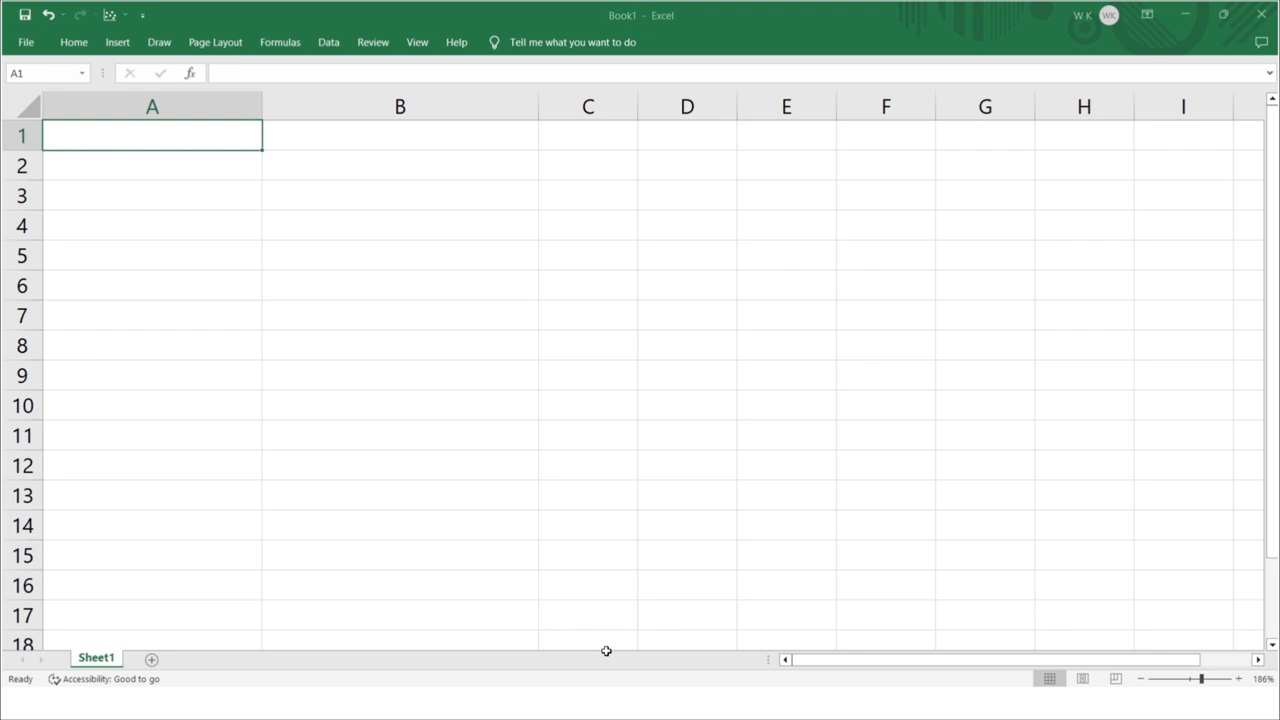 Book1 - Excel
W K
WK
File Home Insert Draw Page Layout Formulas Data Review View Help Tell me what you want to do
A1
fx
A B C D E F G H I
1
2
3
4
5
6
7
8
9
10
11
12
13
14
15
16
17
18
Sheet1
Ready Accessibility: Good to go 186%